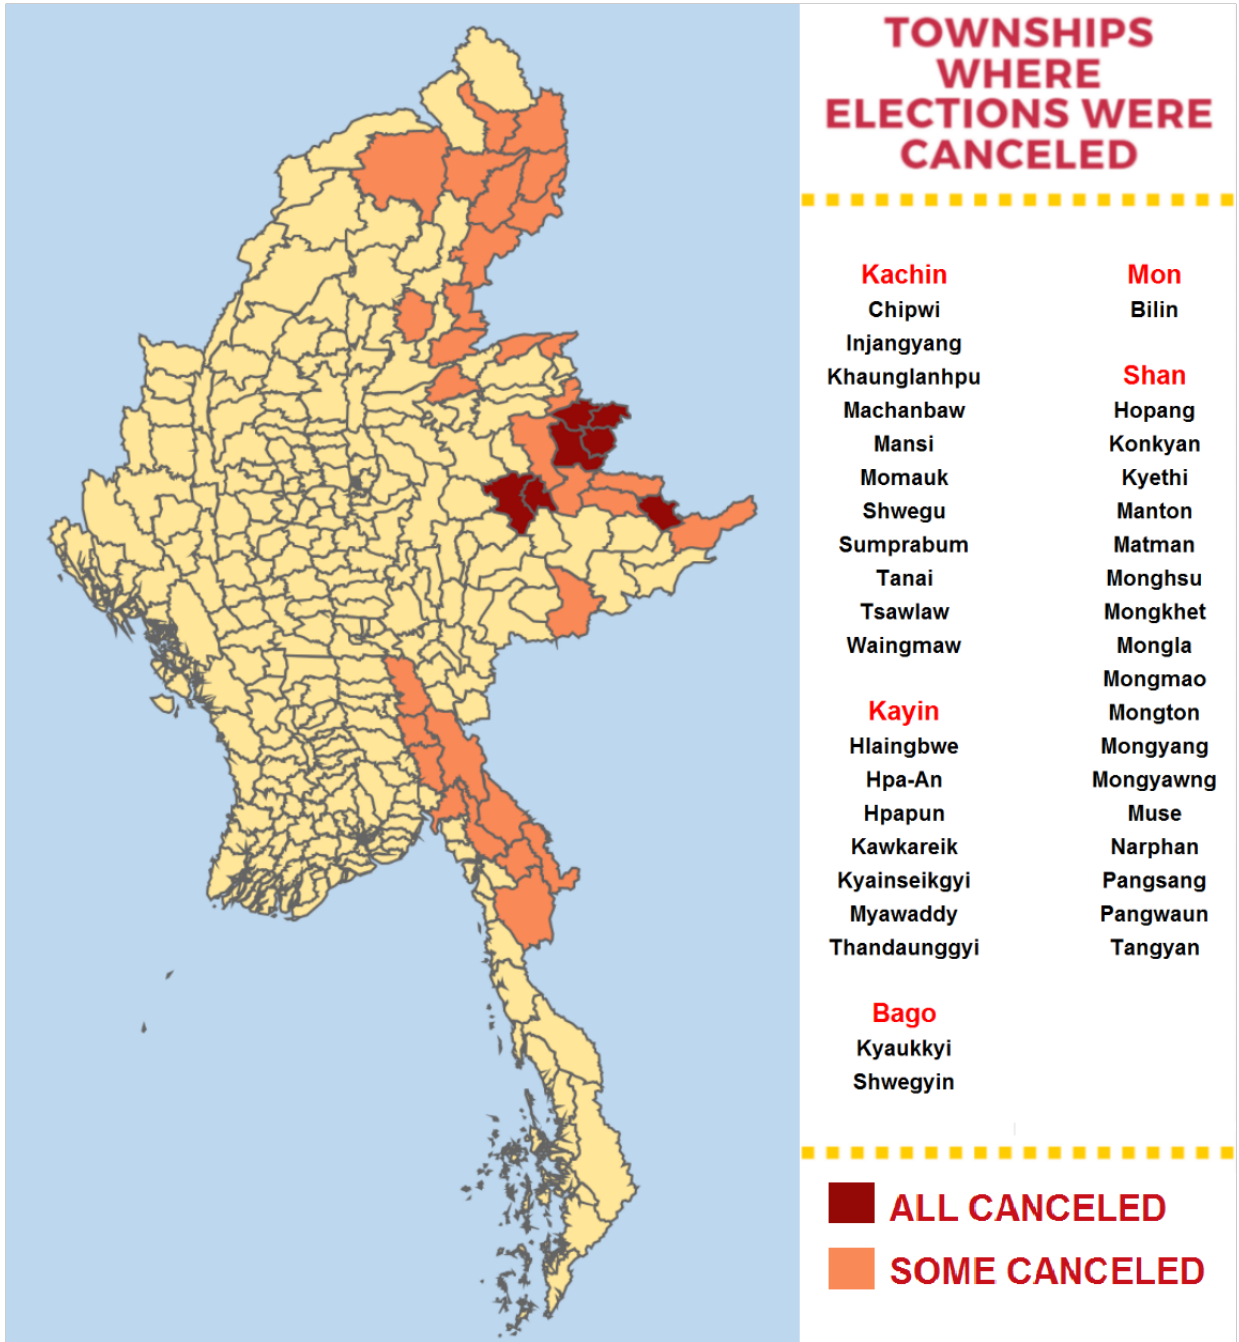 TOWNSHIPS
WHERE
ELECTIONS WERE
CANCELED
Kachin
Chipwi
Injangyang
Khaunglanhpu
Machanbaw
Mansi
Momauk
Shwegu
Sumprabum
Tanai
Tsawlaw
Waingmaw
Kayin
Hlaingbwe
Hpa-An
Hpapun
Kawkareik
Kyainseikgyi
Myawaddy
Thandaunggyi
Bago
Kyaukkyi
Shwegyin
Mon
Bilin
Shan
Hopang
Konkyan
Kyethi
Manton
Matman
Monghsu
Mongkhet
Mongla
Mongmao
Mongton
Mongyang
Mongyawng
Muse
Narphan
Pangsang
Pangwaun
Tangyan
ALL CANCELED
SOME CANCELED